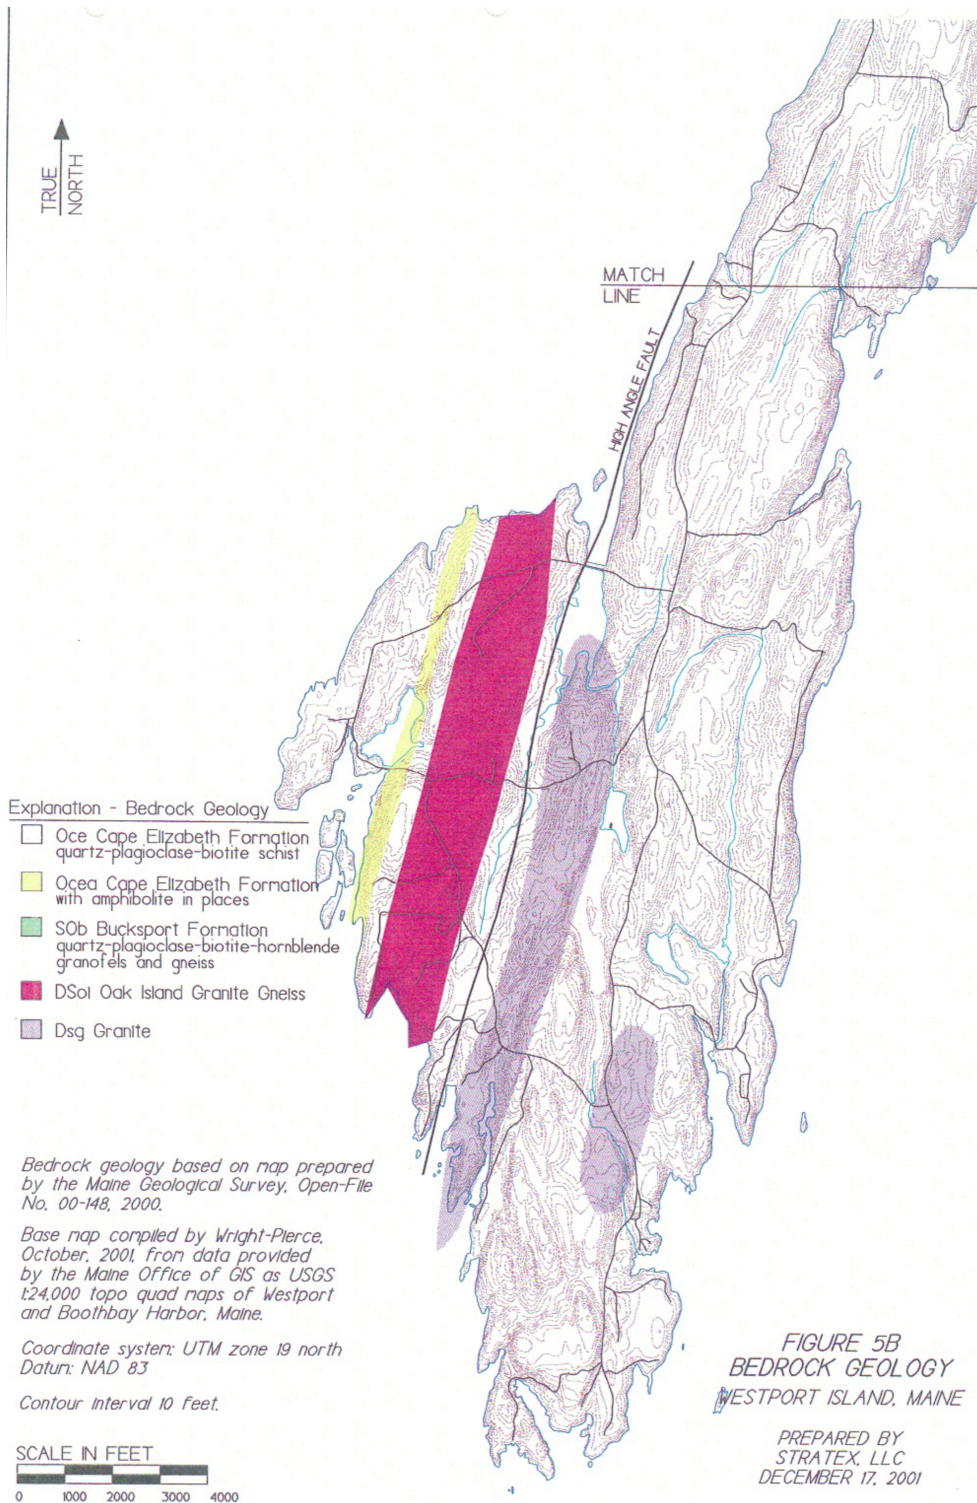 TRUE
NORTH
MATCH
LINE
HIGH ANGLE FAULT
Explanation - Bedrock Geology
Oce Cape Elizabeth Formation
quartz-plagioclase-biotite schist
Ocea Cape Elizabeth Formation
with amphibolite in places
SOb Bucksport Formation
quartz-plagioclase-biotite-hornblende
granofels and gneiss
DSoi Oak Island Granite Gneiss
Dsg Granite
Bedrock geology based on map prepared
by the Maine Geological Survey, Open-File
No. 00-148, 2000.
Base map compiled by Wright-Pierce,
October, 2001, from data provided
by the Maine Office of GIS as USGS
1:24,000 topo quad maps of Westport
and Boothbay Harbor, Maine.
Coordinate system: UTM zone 19 north
Datum: NAD 83
Contour interval 10 feet.
SCALE IN FEET
0 1000 2000 3000 4000
FIGURE 5B
BEDROCK GEOLOGY
WESTPORT ISLAND, MAINE
PREPARED BY
STRATEX, LLC
DECEMBER 17, 2001